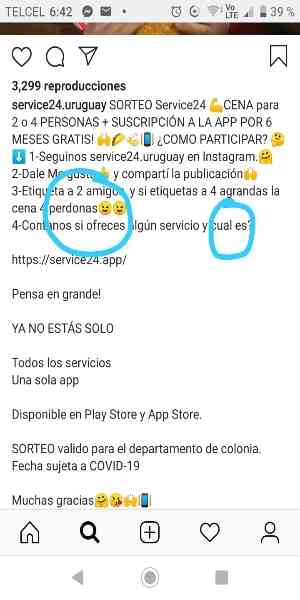 TELCEL 6:42
Vo
LTE
39 %
3,299 reproducciones
service24.uruguay SORTEO Service24 💪CENA para
2 o 4 PERSONAS + SUSCRIPCIÓN A LA APP POR 6
MESES GRATIS! 🙌🌮👏📲 ¿COMO PARTICIPAR? 🤔
⬇️ 1-Seguinos service24.uruguay en Instagram.🤗
2-Dale Me gusta👍 y compartí la publicación🙌
3-Etiqueta a 2 amigos, y si etiquetas a 4 agrandas la
cena 4 perdonas😉😉
4-Contanos si ofreces algún servicio y cual es?
https://service24.app/
Pensa en grande!
YA NO ESTÁS SOLO
Todos los servicios
Una sola app
Disponible en Play Store y App Store.
SORTEO valido para el departamento de colonia.
Fecha sujeta a COVID-19
Muchas gracias🤗😘🙌📲